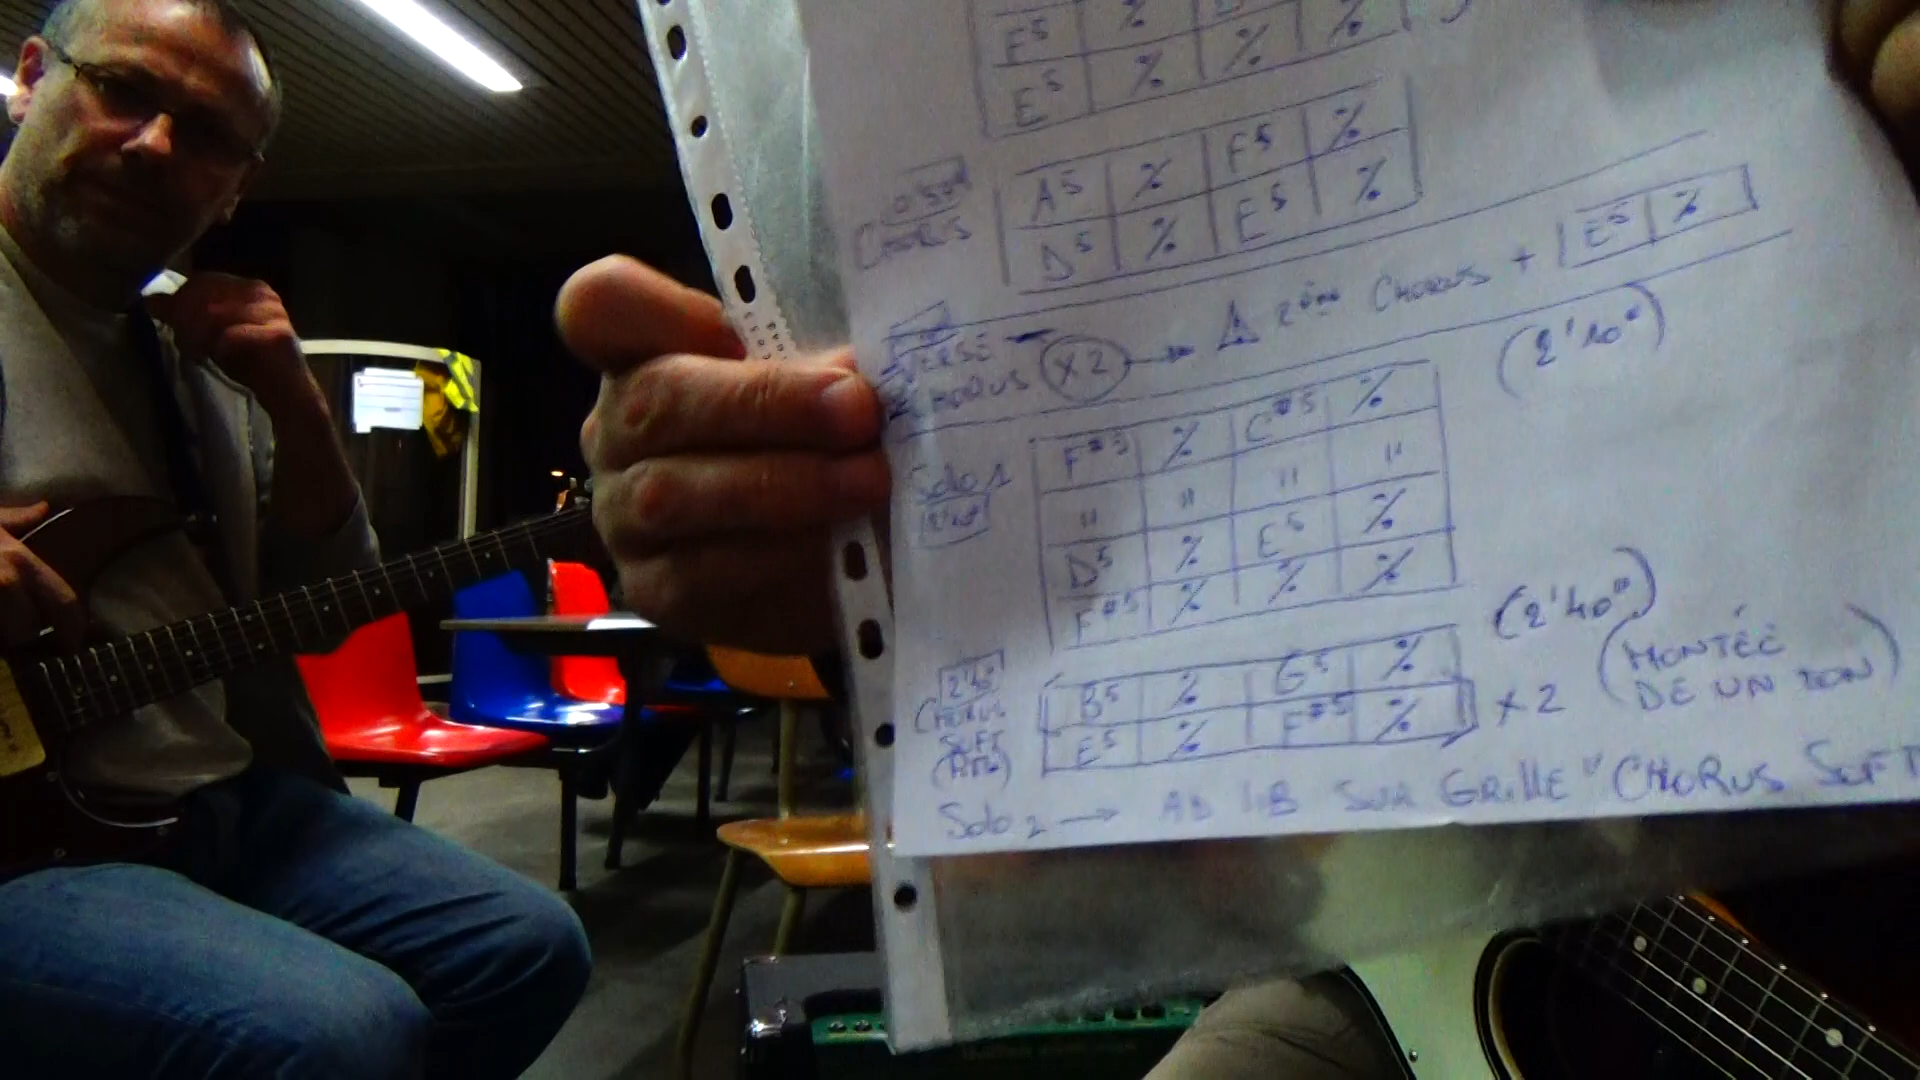 F5 % %
E5 % % %
CHORUS
A5 % F5 %
D5 % E5 %
VERSE
CHORUS X2 → 2ème CHORUS + E5 %
Solo 1
(2'10")
F#5 % C#5 %
" " " "
D5 % E5 %
F#5 % % %
(2'40")
2'40"
CHORUS
SOFT
B5 % G5 %
E5 % F#5 %
X2
(MONTÉE
DE UN TON)
Solo 2 → AD LIB SUR GRILLE "CHORUS SOFT